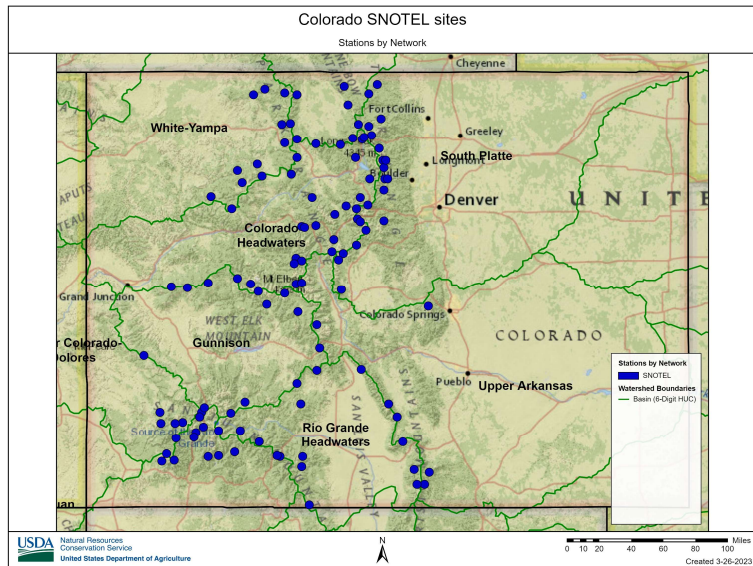 Colorado SNOTEL sites
Stations by Network
Cheyenne
Fort Collins
White-Yampa
Greeley
Longmont
South Platte
Boulder
Denver
UNITE
Colorado
Headwaters
Grand Junction
WEST ELK
MOUNTAIN
Colorado Springs
COLORADO
r Colorado-
Dolores
Gunnison
Pueblo
Upper Arkansas
Rio Grande
Headwaters
Stations by Network
SNOTEL
Watershed Boundaries
Basin (6-Digit HUC)
USDA
Natural Resources
Conservation Service
United States Department of Agriculture
N
0 10 20 40 60 80 100 Miles
Created 3-26-2023